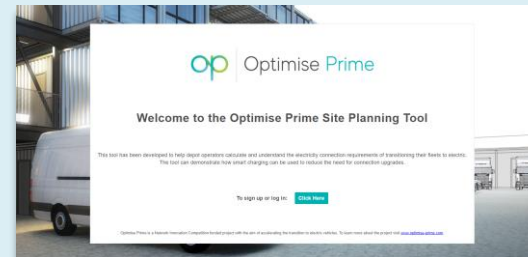 op Optimise Prime
Welcome to the Optimise Prime Site Planning Tool
This tool has been developed to help depot operators calculate and understand the electricity connection requirements of transitioning their fleets to electric.
The tool can demonstrate how smart charging can be used to reduce the need for connection upgrades.
To sign up or log in: Click Here
Optimise Prime is a Network Innovation Competition funded project with the aim of accelerating the transition to electric vehicles. To learn more about the project visit www.optimise-prime.com